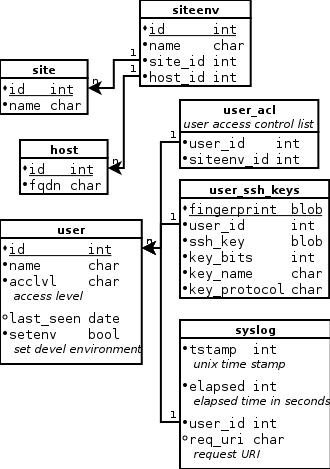 siteenv
id int
name char
site_id int
host_id int
1
1
site
id int
name char
n
host
id int
fqdn char
n
user_acl
user access control list
user_id int
siteenv_id int
1
user_ssh_keys
fingerprint blob
user_id int
ssh_key blob
key_bits int
key_name char
key_protocol char
1
user
id int
name char
acclvl char
access level
last_seen date
setenv bool
set devel environment
n
syslog
tstamp int
unix time stamp
elapsed int
elapsed time in seconds
user_id int
req_uri char
request URI
1